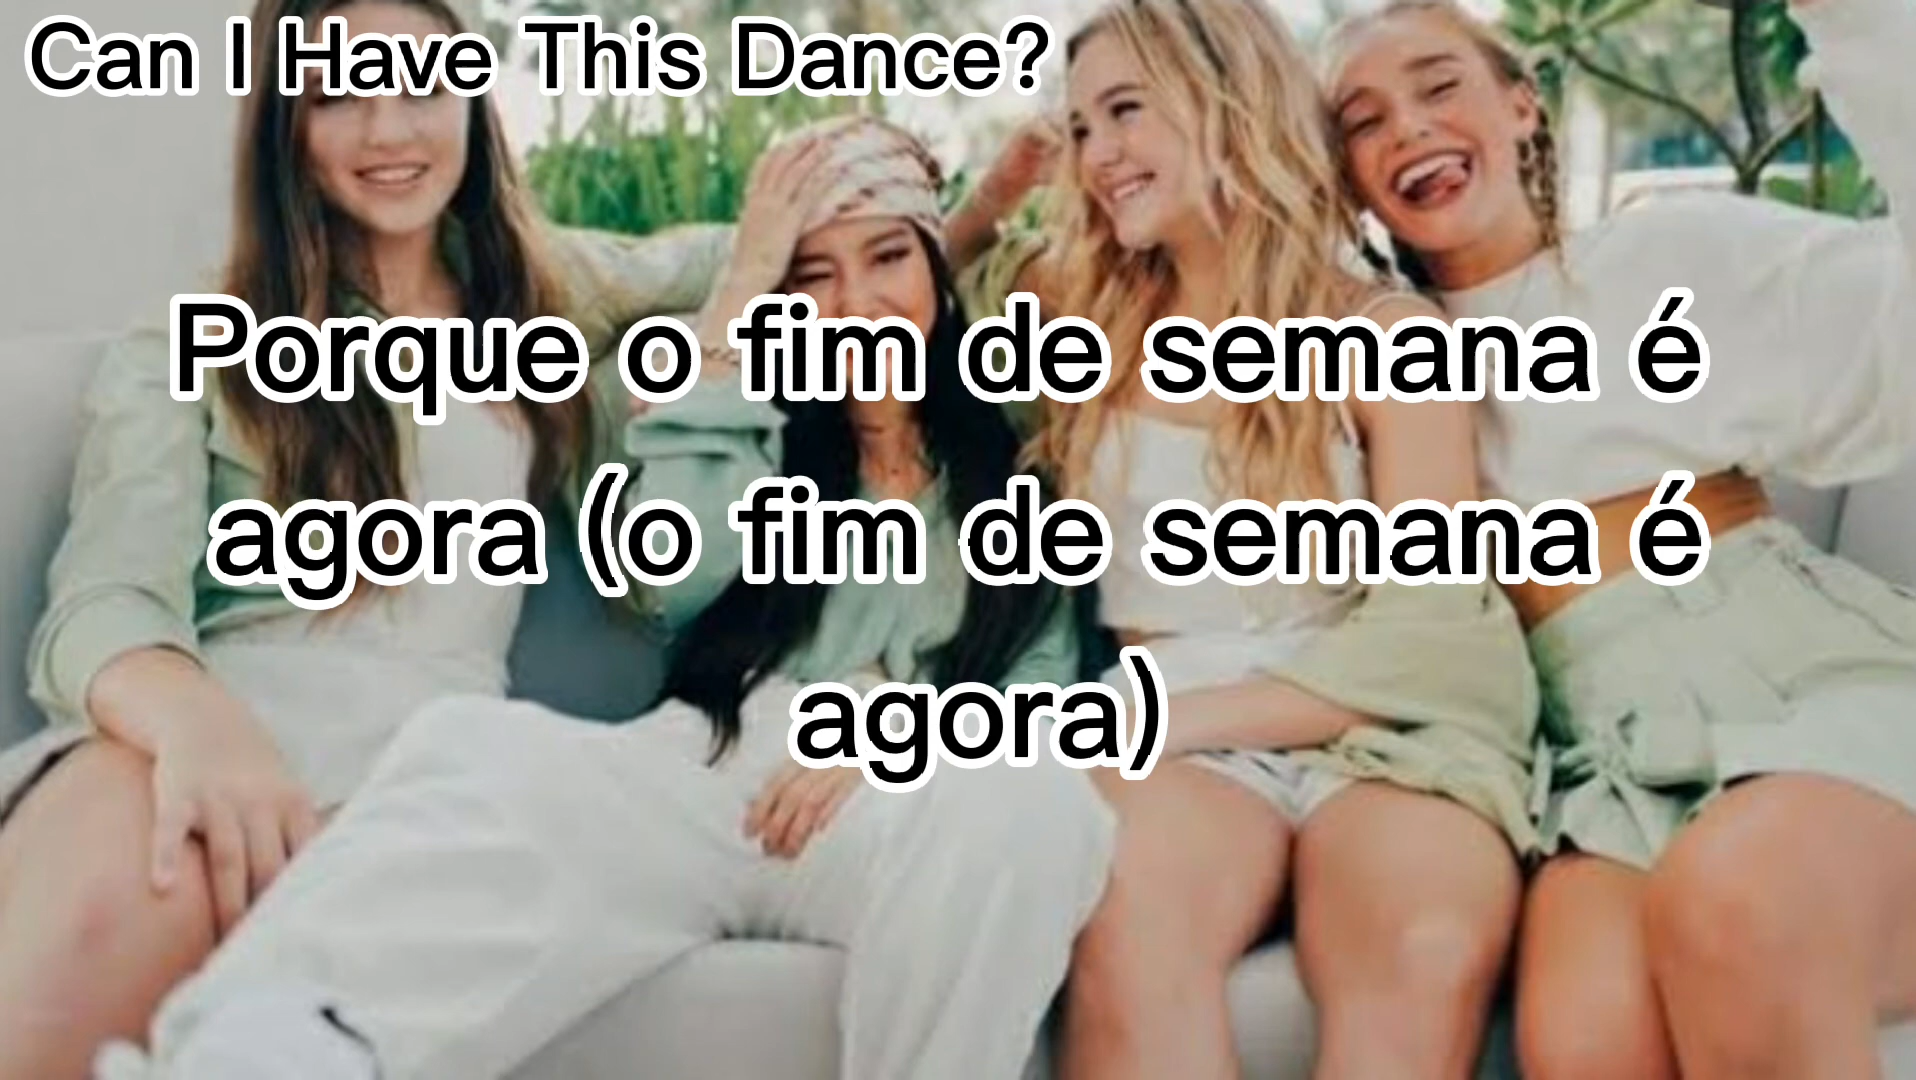 Can I Have This Dance?
Porque o fim de semana é
agora (o fim de semana é
agora)